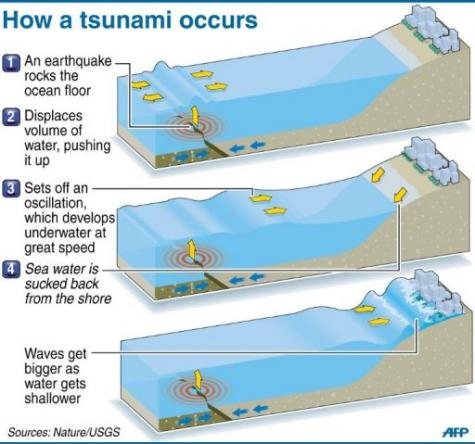 How a tsunami occurs
1 An earthquake
rocks the
ocean floor
2 Displaces
volume of
water, pushing
it up
3 Sets off an
oscillation,
which develops
underwater at
great speed
4 Sea water is
sucked back
from the shore
Waves get
bigger as
water gets
shallower
Sources: Nature/USGS
AFP